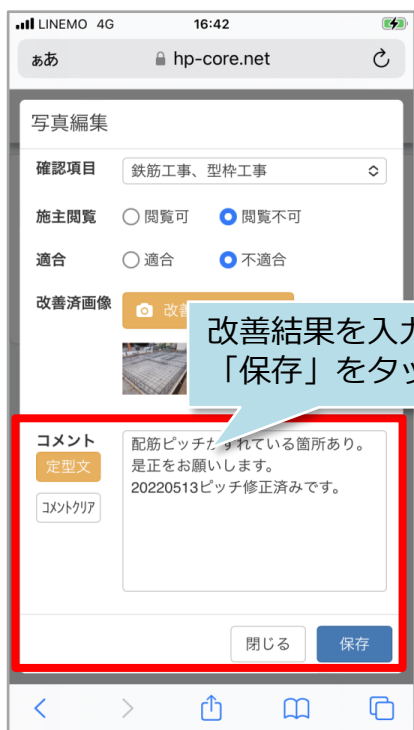 LINEMO 4G 16:42
ぁあ hp-core.net
写真編集
確認項目 鉄筋工事、型枠工事
施主閲覧 閲覧可 閲覧不可
適合 適合 不適合
改善済画像
改善結果を入
「保存」をタッ
コメント
定型文
コメントクリア
配筋ピッチがずれている箇所あり。
是正をお願いします。
20220513ピッチ修正済みです。
閉じる 保存